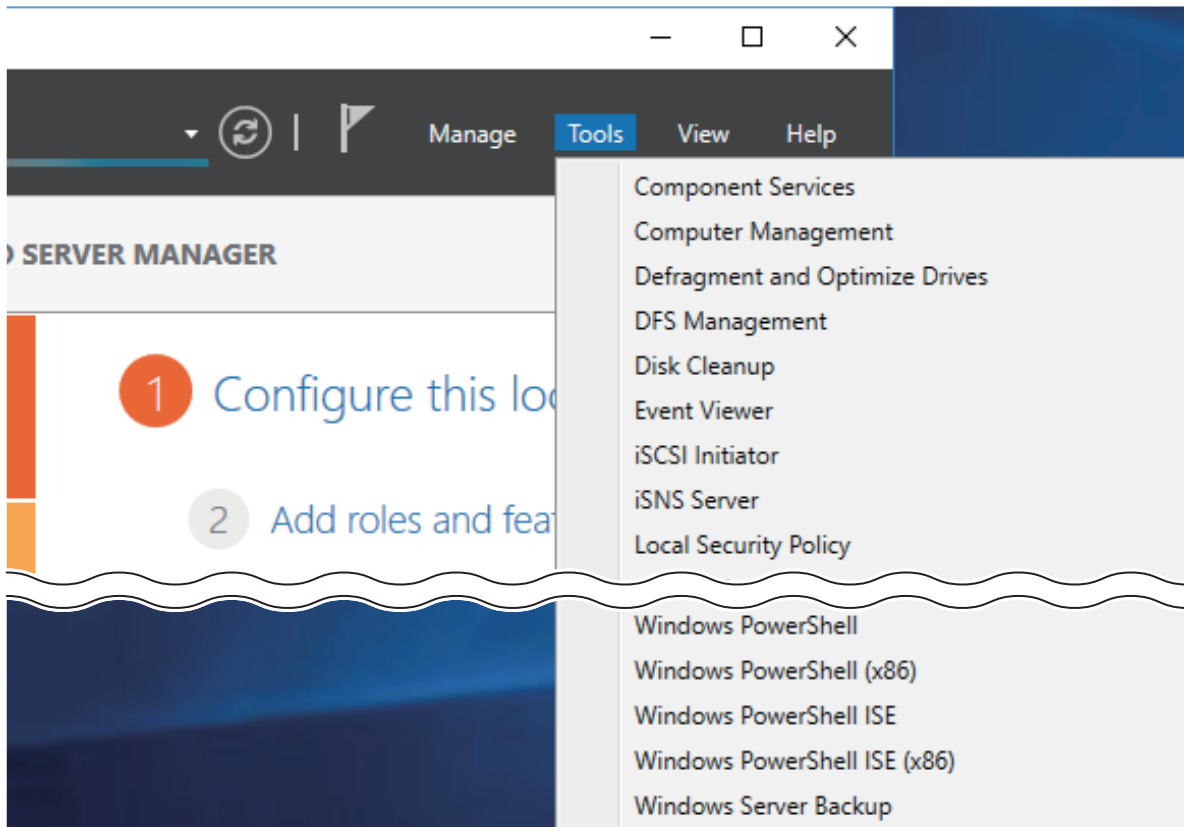 Manage Tools View Help
SERVER MANAGER
1 Configure this
2 Add roles and
Component Services
Computer Management
Defragment and Optimize Drives
DFS Management
Disk Cleanup
Event Viewer
iSCSI Initiator
iSNS Server
Local Security Policy
Windows PowerShell
Windows PowerShell (x86)
Windows PowerShell ISE
Windows PowerShell ISE (x86)
Windows Server Backup